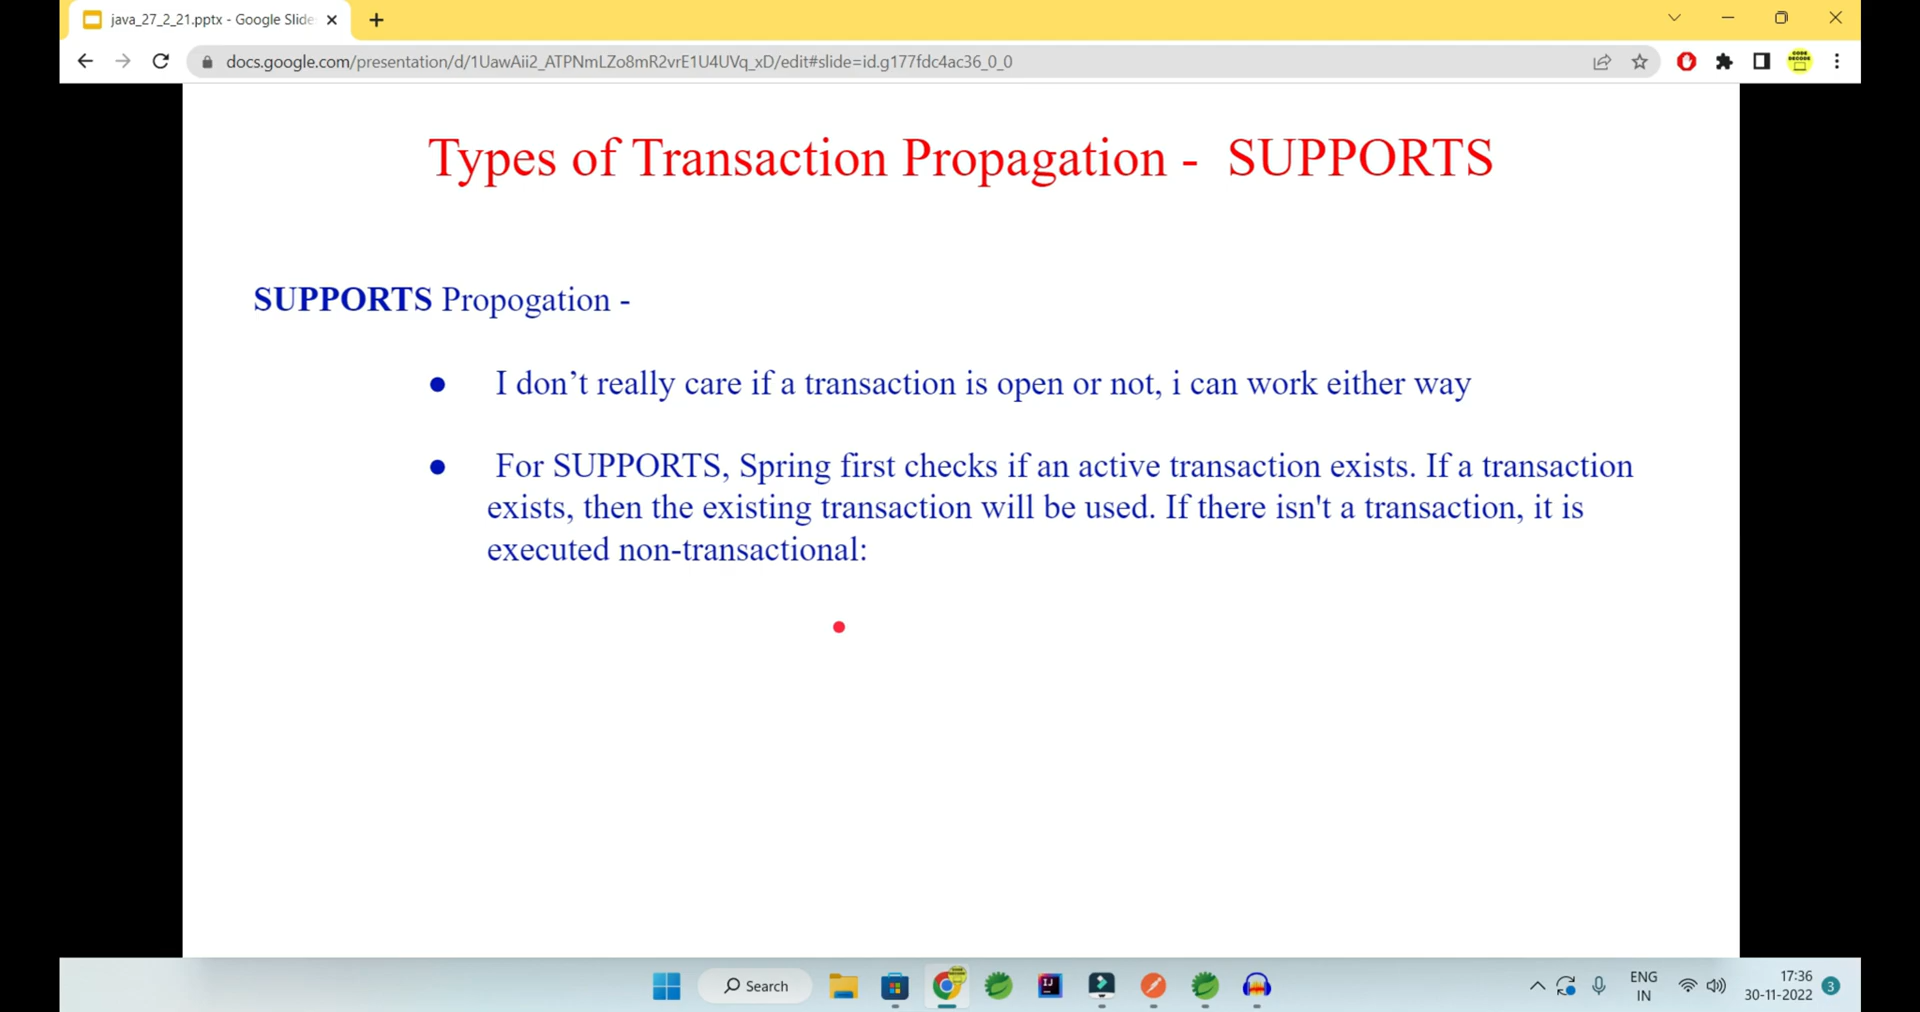 java_27_2_21.pptx - Google Slide
docs.google.com/presentation/d/1UawAii2_ATPNmLZo8mR2vrE1U4UVq_xD/edit#slide=id.g177fdc4ac36_0_0
CODE
DECODE
Types of Transaction Propagation - SUPPORTS
SUPPORTS Propogation -
● I don’t really care if a transaction is open or not, i can work either way
● For SUPPORTS, Spring first checks if an active transaction exists. If a transaction
exists, then the existing transaction will be used. If there isn't a transaction, it is
executed non-transactional:
Search
IJ
ENG
IN
17:36
30-11-2022
3